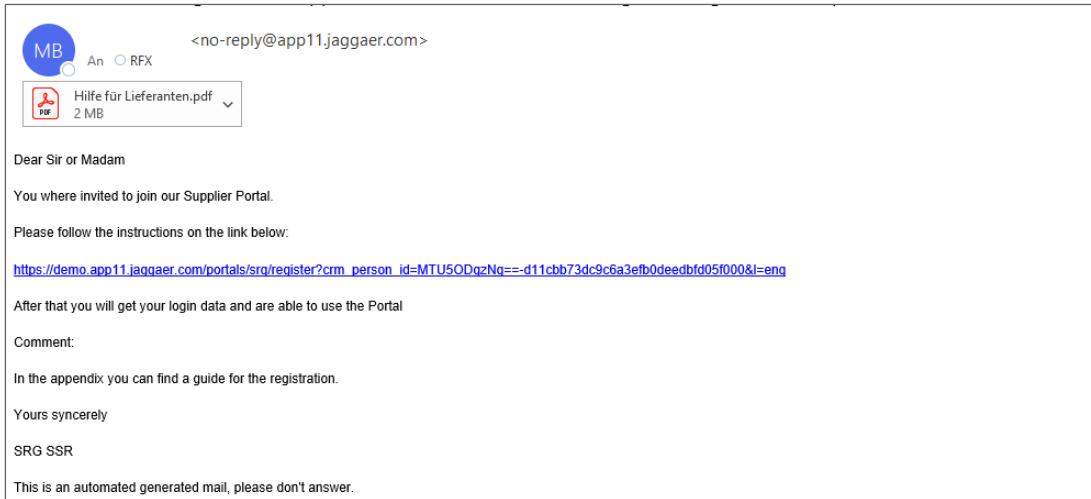 MB
<no-reply@app11.jaggaer.com>
An RFX
PDF
Hilfe für Lieferanten.pdf
2 MB
Dear Sir or Madam
You where invited to join our Supplier Portal.
Please follow the instructions on the link below:
https://demo.app11.jaggaer.com/portals/srg/register?crm_person_id=MTU5ODgzNg==-d11cbb73dc9c6a3efb0deedbfd05f000&l=eng
After that you will get your login data and are able to use the Portal
Comment:
In the appendix you can find a guide for the registration.
Yours syncerely
SRG SSR
This is an automated generated mail, please don't answer.